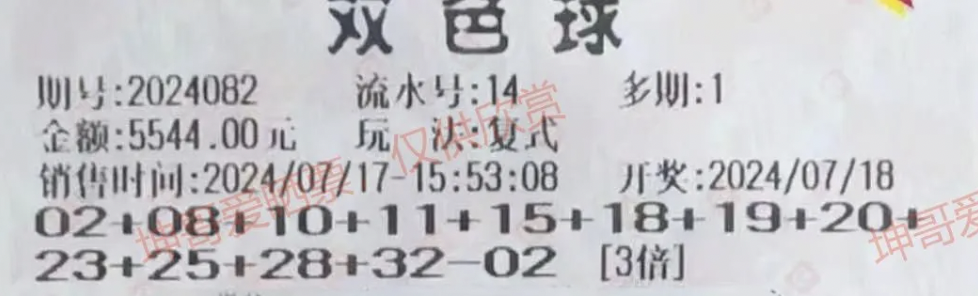 双色球
期号:2024082 流水号:14 多期:1
金额:5544.00元 玩法:复式
销售时间:2024/07/17-15:53:08 开奖:2024/07/18
02+08+10+11+15+18+19+20+
23+25+28+32-02 [3倍]
坤哥爱购彩 仅供欣赏
坤哥爱